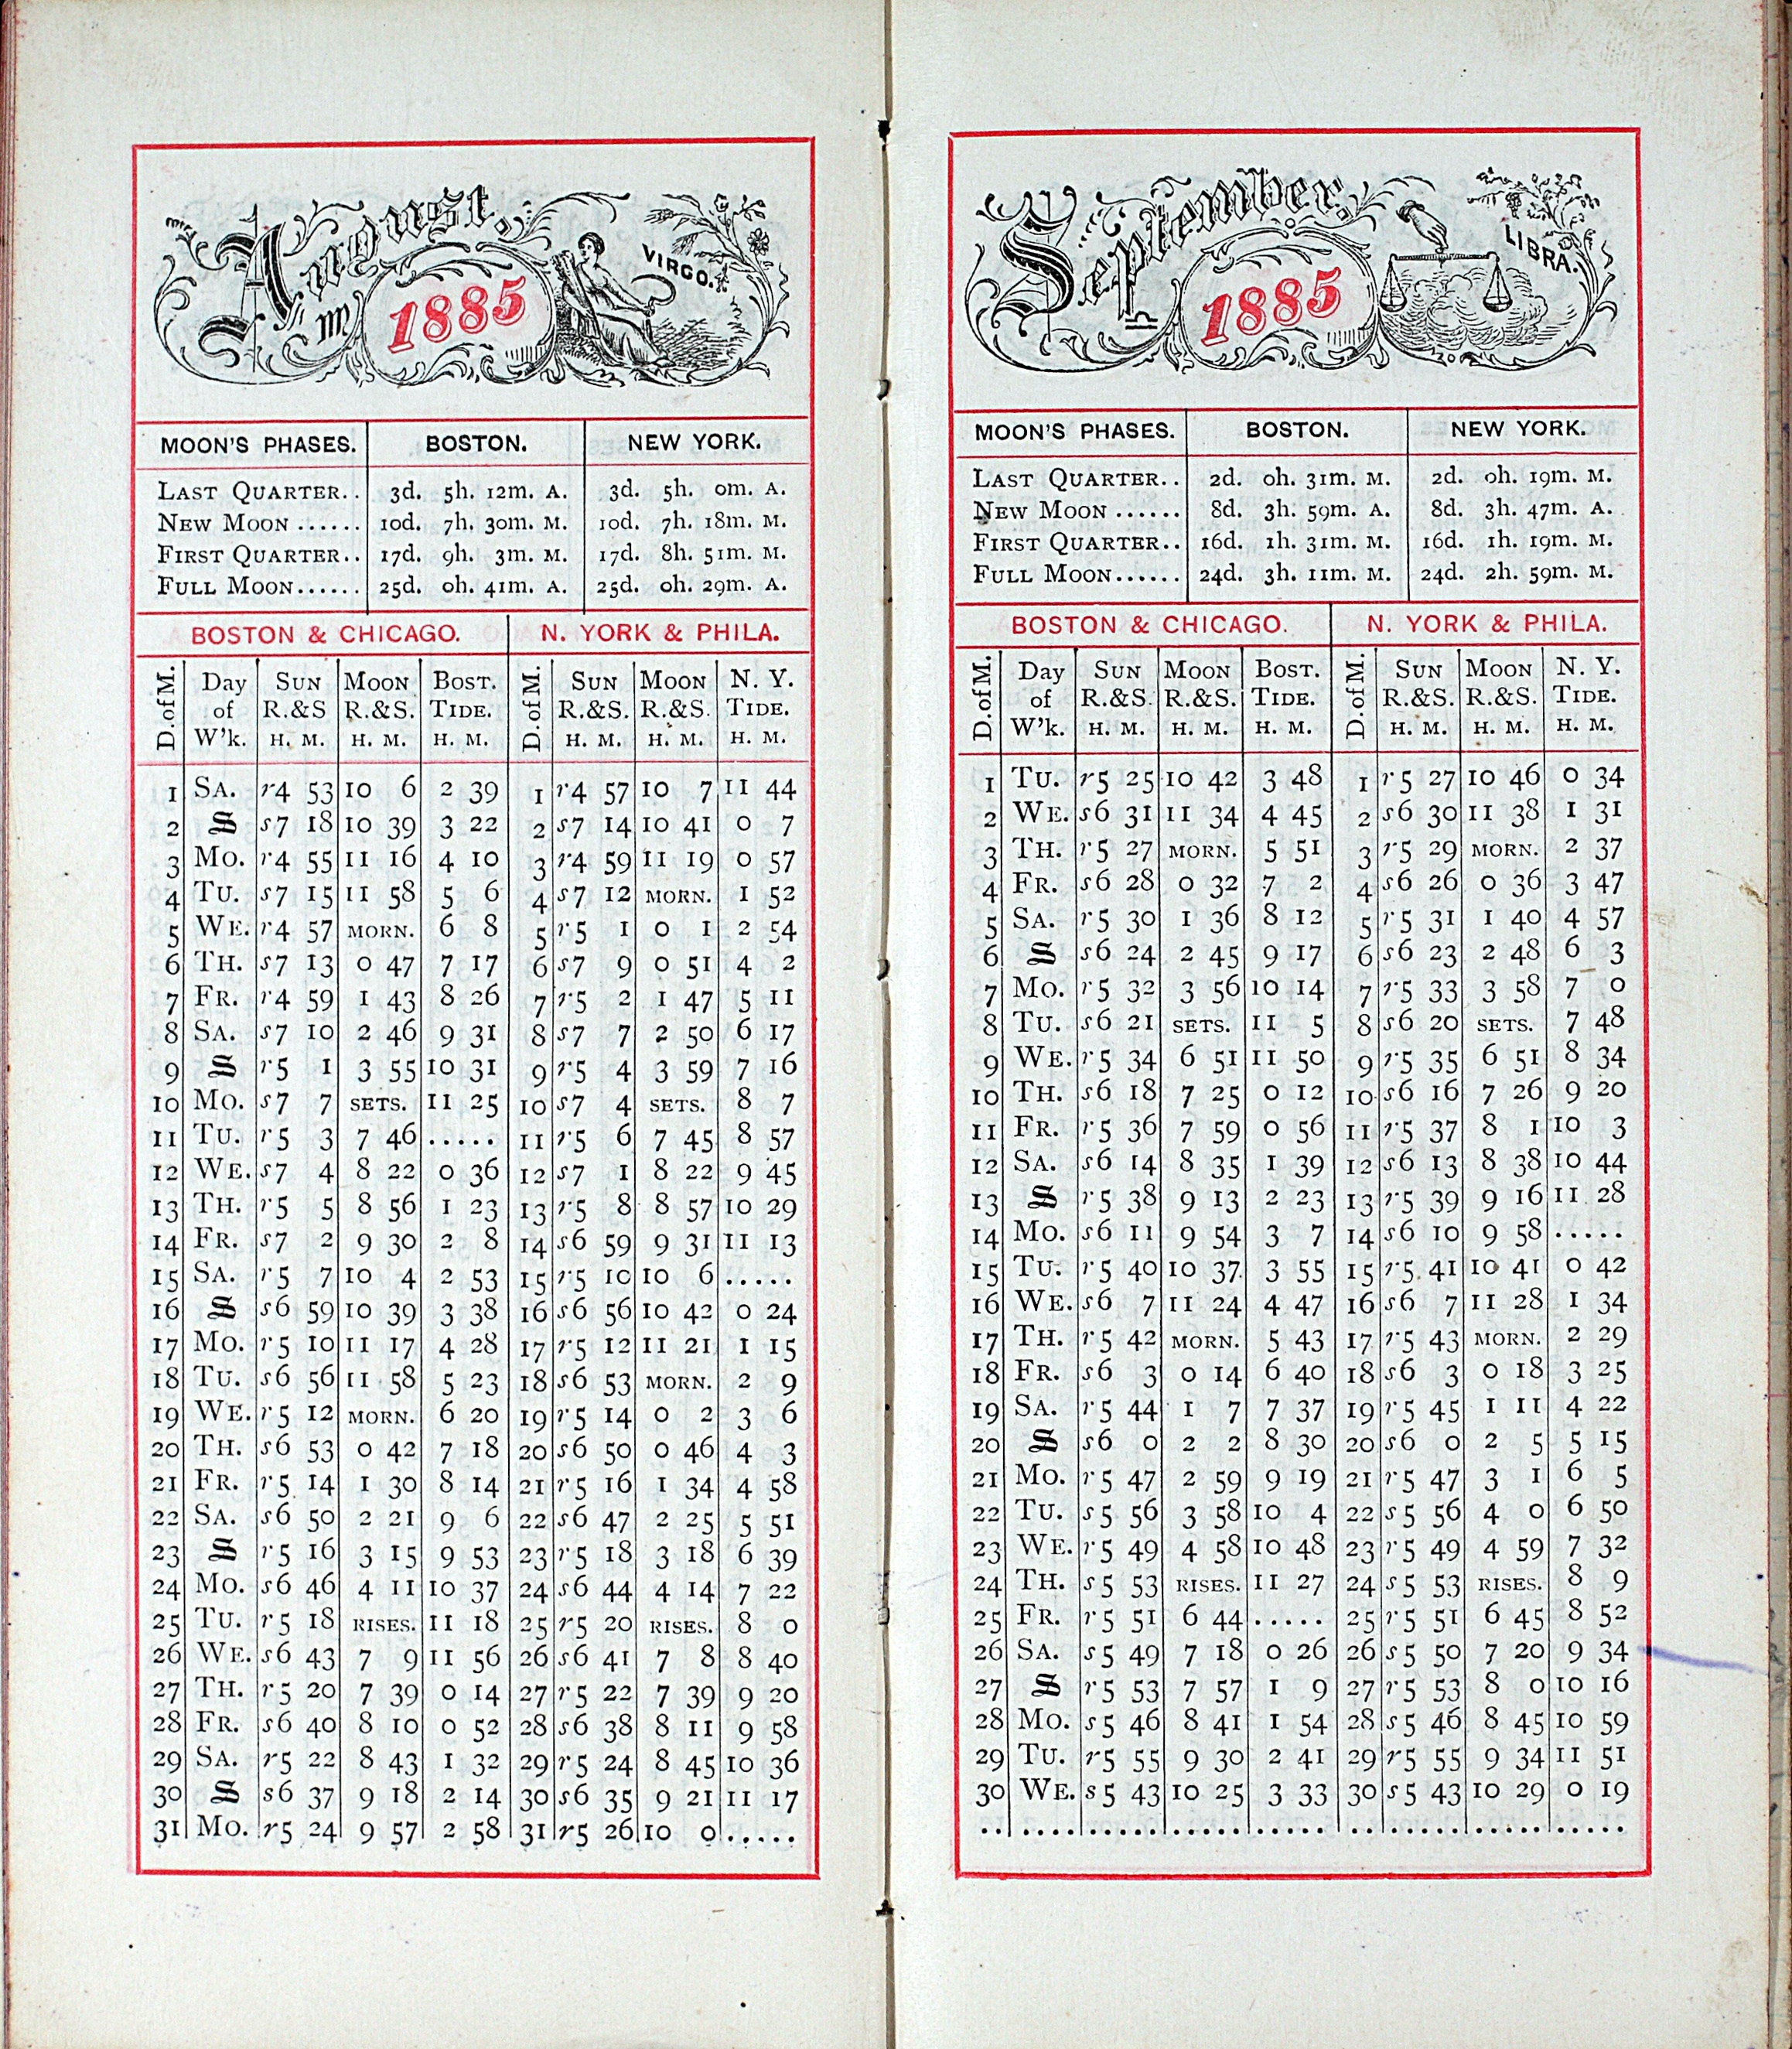 August,
♍
1885
VIRGO.
MOON'S PHASES. BOSTON. NEW YORK.
LAST QUARTER.. 3d. 5h. 12m. A. 3d. 5h. 0m. A.
NEW MOON ...... 10d. 7h. 30m. M. 10d. 7h. 18m. M.
FIRST QUARTER.. 17d. 9h. 3m. M. 17d. 8h. 51m. M.
FULL MOON...... 25d. 0h. 41m. A. 25d. 0h. 29m. A.
BOSTON & CHICAGO. N. YORK & PHILA.
D. of M. Day SUN MOON BOST. D. of M. SUN MOON N. Y.
of R.&S R.&S. TIDE. R.&S. R.&S. TIDE.
W'k. H. M. H. M. H. M. H. M. H. M. H. M.
1 SA. r4 53 10 6 2 39 1 r4 57 10 7 11 44
2 S s7 18 10 39 3 22 2 s7 14 10 41 0 7
3 MO. r4 55 11 16 4 10 3 r4 59 11 19 0 57
4 TU. s7 15 11 58 5 6 4 s7 12 MORN. 1 52
5 WE. r4 57 MORN. 6 8 5 r5 1 0 1 2 54
6 TH. s7 13 0 47 7 17 6 s7 9 0 51 4 2
7 FR. r4 59 1 43 8 26 7 r5 2 1 47 5 11
8 SA. s7 10 2 46 9 31 8 s7 7 2 50 6 17
9 S r5 1 3 55 10 31 9 r5 4 3 59 7 16
10 MO. s7 7 SETS. 11 25 10 s7 4 SETS. 8 7
11 TU. r5 3 7 46 ..... 11 r5 6 7 45 8 57
12 WE. s7 4 8 22 0 36 12 s7 1 8 22 9 45
13 TH. r5 5 8 56 1 23 13 r5 8 8 57 10 29
14 FR. s7 2 9 30 2 8 14 s6 59 9 31 11 13
15 SA. r5 7 10 4 2 53 15 r5 10 10 6 .....
16 S s6 59 10 39 3 38 16 s6 56 10 42 0 24
17 MO. r5 10 11 17 4 28 17 r5 12 11 21 1 15
18 TU. s6 56 11 58 5 23 18 s6 53 MORN. 2 9
19 WE. r5 12 MORN. 6 20 19 r5 14 0 2 3 6
20 TH. s6 53 0 42 7 18 20 s6 50 0 46 4 3
21 FR. r5 14 1 30 8 14 21 r5 16 1 34 4 58
22 SA. s6 50 2 21 9 6 22 s6 47 2 25 5 51
23 S r5 16 3 15 9 53 23 r5 18 3 18 6 39
24 MO. s6 46 4 11 10 37 24 s6 44 4 14 7 22
25 TU. r5 18 RISES. 11 18 25 r5 20 RISES. 8 0
26 WE. s6 43 7 9 11 56 26 s6 41 7 8 8 40
27 TH. r5 20 7 39 0 14 27 r5 22 7 39 9 20
28 FR. s6 40 8 10 0 52 28 s6 38 8 11 9 58
29 SA. r5 22 8 43 1 32 29 r5 24 8 45 10 36
30 S s6 37 9 18 2 14 30 s6 35 9 21 11 17
31 MO. r5 24 9 57 2 58 31 r5 26 10 0 .....
September,
♎
1885
LIBRA.
MOON'S PHASES. BOSTON. NEW YORK.
LAST QUARTER.. 2d. 0h. 31m. M. 2d. 0h. 19m. M.
NEW MOON ...... 8d. 3h. 59m. A. 8d. 3h. 47m. A.
FIRST QUARTER.. 16d. 1h. 31m. M. 16d. 1h. 19m. M.
FULL MOON...... 24d. 3h. 11m. M. 24d. 2h. 59m. M.
BOSTON & CHICAGO. N. YORK & PHILA.
D. of M. Day SUN MOON BOST. D. of M. SUN MOON N. Y.
of R.&S. R.&S. TIDE. R.&S. R.&S. TIDE.
W'k. H. M. H. M. H. M. H. M. H. M. H. M.
1 TU. r5 25 10 42 3 48 1 r5 27 10 46 0 34
2 WE. s6 31 11 34 4 45 2 s6 30 11 38 1 31
3 TH. r5 27 MORN. 5 51 3 r5 29 MORN. 2 37
4 FR. s6 28 0 32 7 2 4 s6 26 0 36 3 47
5 SA. r5 30 1 36 8 12 5 r5 31 1 40 4 57
6 S s6 24 2 45 9 17 6 s6 23 2 48 6 3
7 MO. r5 32 3 56 10 14 7 r5 33 3 58 7 0
8 TU. s6 21 SETS. 11 5 8 s6 20 SETS. 7 48
9 WE. r5 34 6 51 11 50 9 r5 35 6 51 8 34
10 TH. s6 18 7 25 0 12 10 s6 16 7 26 9 20
11 FR. r5 36 7 59 0 56 11 r5 37 8 1 10 3
12 SA. s6 14 8 35 1 39 12 s6 13 8 38 10 44
13 S r5 38 9 13 2 23 13 r5 39 9 16 11 28
14 MO. s6 11 9 54 3 7 14 s6 10 9 58 .....
15 TU. r5 40 10 37 3 55 15 r5 41 10 41 0 42
16 WE. s6 7 11 24 4 47 16 s6 7 11 28 1 34
17 TH. r5 42 MORN. 5 43 17 r5 43 MORN. 2 29
18 FR. s6 3 0 14 6 40 18 s6 3 0 18 3 25
19 SA. r5 44 1 7 7 37 19 r5 45 1 11 4 22
20 S s6 0 2 2 8 30 20 s6 0 2 5 5 15
21 MO. r5 47 2 59 9 19 21 r5 47 3 1 6 5
22 TU. s5 56 3 58 10 4 22 s5 56 4 0 6 50
23 WE. r5 49 4 58 10 48 23 r5 49 4 59 7 32
24 TH. s5 53 RISES. 11 27 24 s5 53 RISES. 8 9
25 FR. r5 51 6 44 ..... 25 r5 51 6 45 8 52
26 SA. s5 49 7 18 0 26 26 s5 50 7 20 9 34
27 S r5 53 7 57 1 9 27 r5 53 8 0 10 16
28 MO. s5 46 8 41 1 54 28 s5 46 8 45 10 59
29 TU. r5 55 9 30 2 41 29 r5 55 9 34 11 51
30 WE. s5 43 10 25 3 33 30 s5 43 10 29 0 19